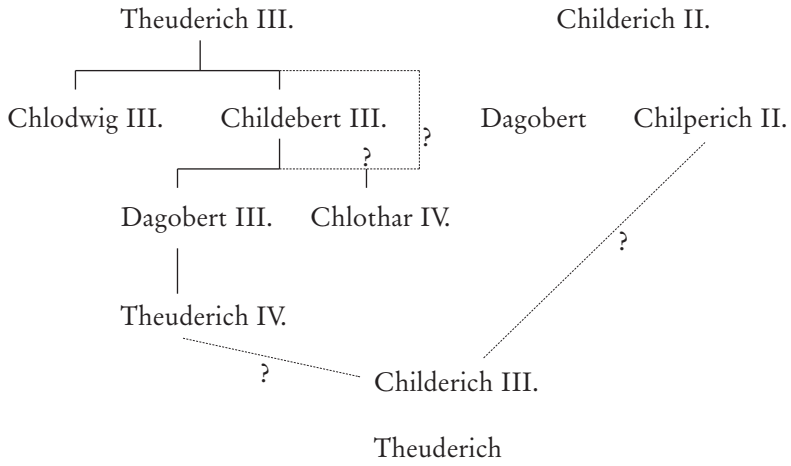 Theuderich III. Childerich II.
Chlodwig III. Childebert III. Dagobert Chilperich II.
?
?
Dagobert III. Chlothar IV.
?
Theuderich IV.
?
Childerich III.
Theuderich